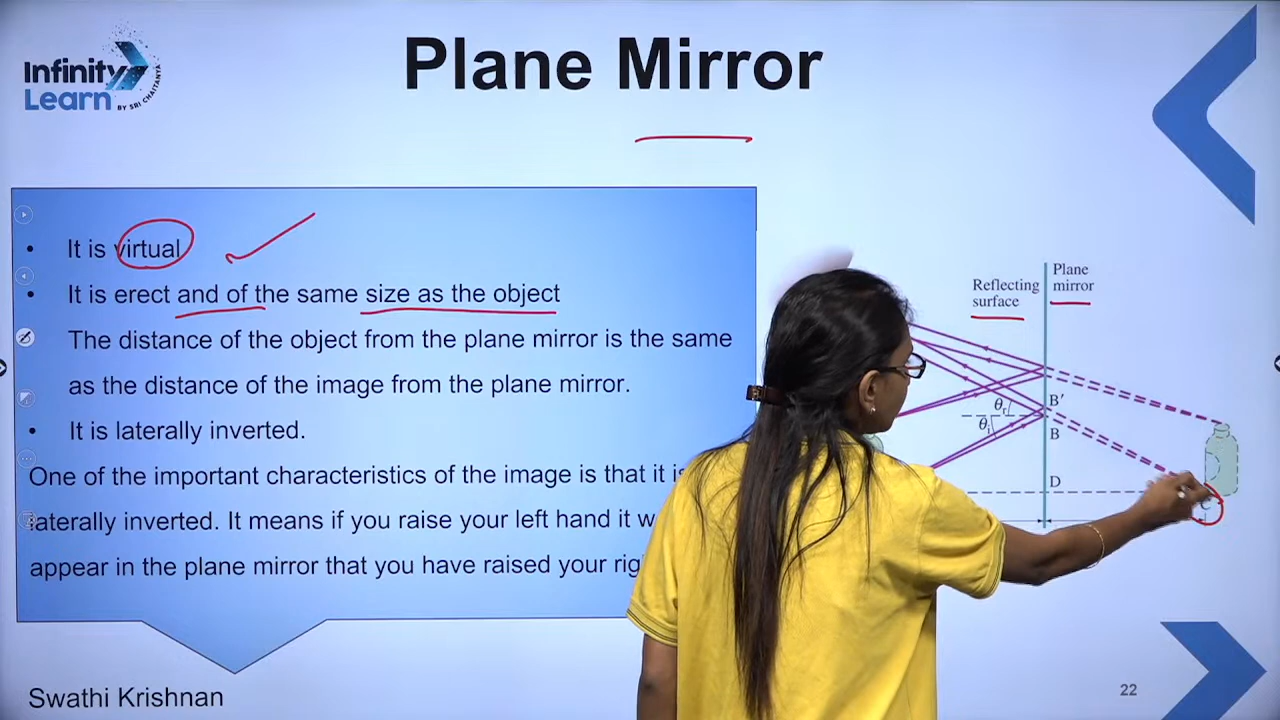 Infinity
Learn
BY SRI CHAITANYA
Plane Mirror
• It is virtual
• It is erect and of the same size as the object
The distance of the object from the plane mirror is the same
as the distance of the image from the plane mirror.
• It is laterally inverted.
One of the important characteristics of the image is that it is
laterally inverted. It means if you raise your left hand it w
appear in the plane mirror that you have raised your rig
Reflecting
surface
Plane
mirror
B′
θr
θi
B
D
Swathi Krishnan
22